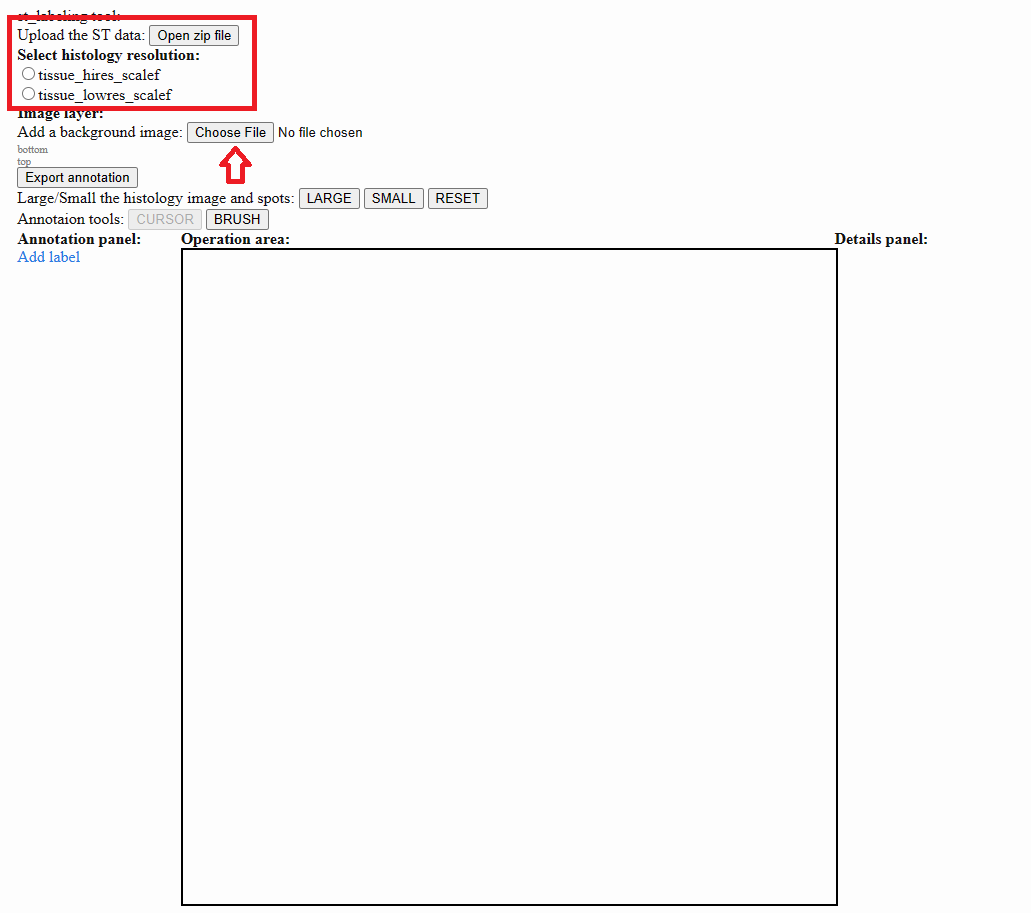 st_labeling tool:
Upload the ST data: Open zip file
Select histology resolution:
tissue_hires_scalef
tissue_lowres_scalef
Image layer:
Add a background image: Choose File No file chosen
bottom
top
Export annotation
Large/Small the histology image and spots: LARGE SMALL RESET
Annotaion tools: CURSOR BRUSH
Annotation panel: Operation area: Details panel:
Add label